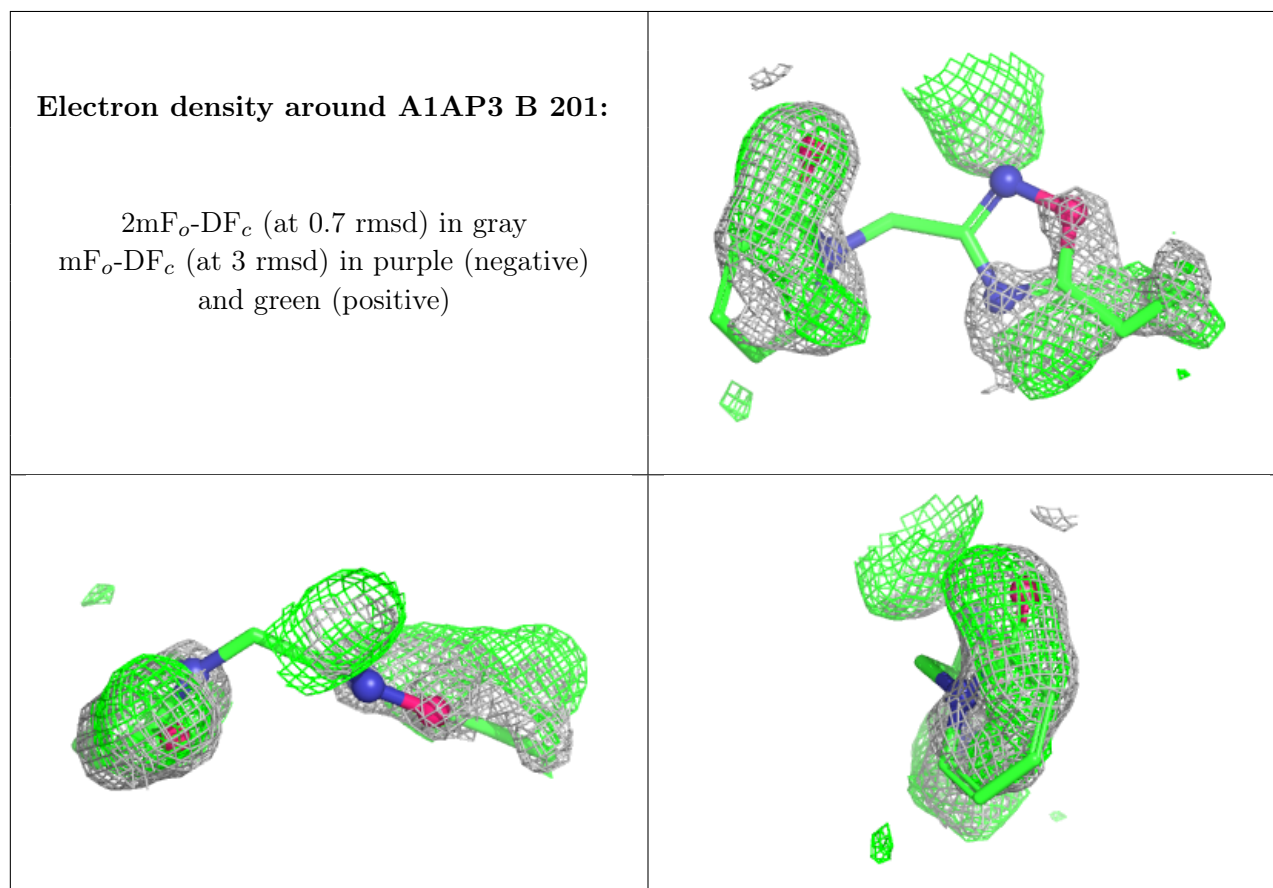 Electron density around A1AP3 B 201:
2mFo-DFc (at 0.7 rmsd) in gray
mFo-DFc (at 3 rmsd) in purple (negative)
and green (positive)